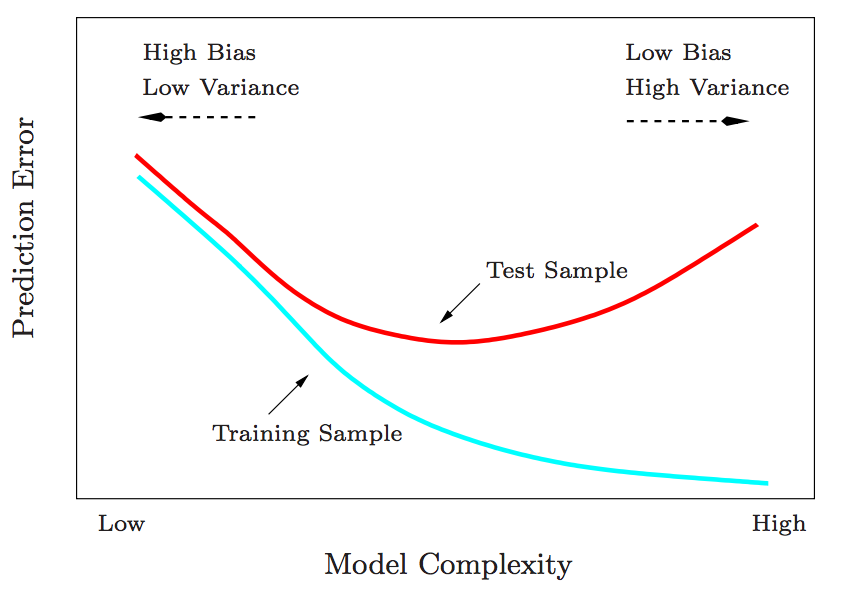 High Bias
Low Variance
Low Bias
High Variance
Prediction Error
Test Sample
Training Sample
Low
High
Model Complexity